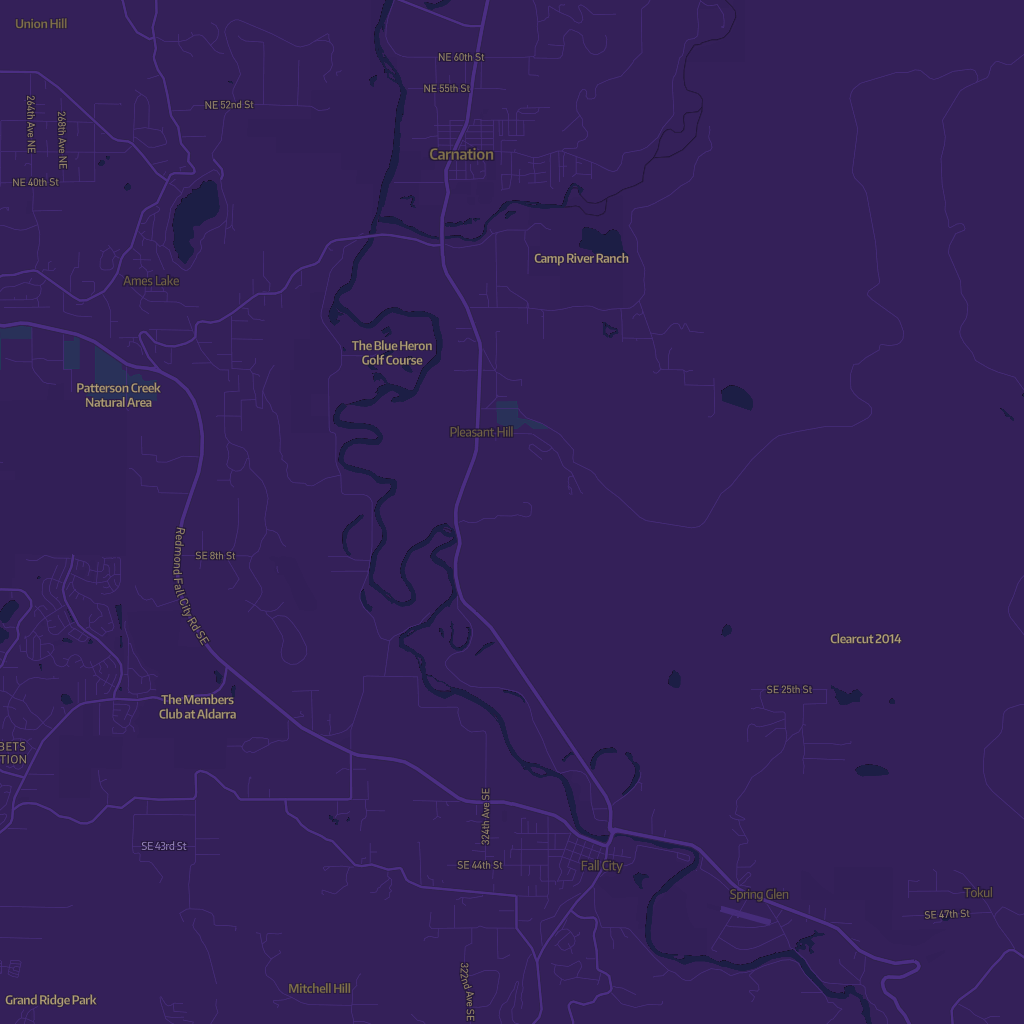 Union Hill
NE 60th St
NE 55th St
264th Ave NE
268th Ave NE
NE 52nd St
Carnation
NE 40th St
Camp River Ranch
Ames Lake
The Blue Heron
Golf Course
Patterson Creek
Natural Area
Pleasant Hill
Redmond Fall City Rd SE
SE 8th St
Clearcut 2014
SE 25th St
The Members
Club at Aldarra
BETS
TION
324th Ave SE
SE 43rd St
SE 44th St
Fall City
Spring Glen
Tokul
SE 47th St
322nd Ave SE
Mitchell Hill
Grand Ridge Park